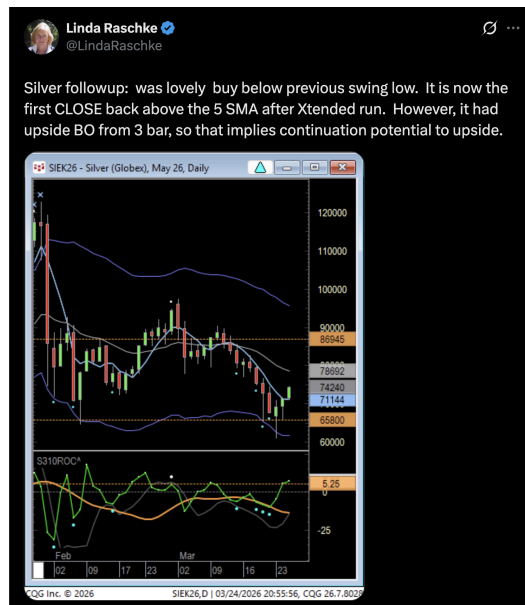 Linda Raschke
@LindaRaschke
Silver followup:  was lovely  buy below previous swing low.  It is now the
first CLOSE back above the 5 SMA after Xtended run.  However, it had
upside BO from 3 bar, so that implies continuation potential to upside.
SIEK26 - Silver (Globex), May 26, Daily
120000
110000
100000
90000
86945
78692
74240
71144
65800
60000
S310ROC^
5.25
0
-25
Feb
Mar
02
09
17
23
02
09
16
23
CQG Inc. © 2026
SIEK26,D | 03/24/2026 20:55:56, CQG 26.7.8028